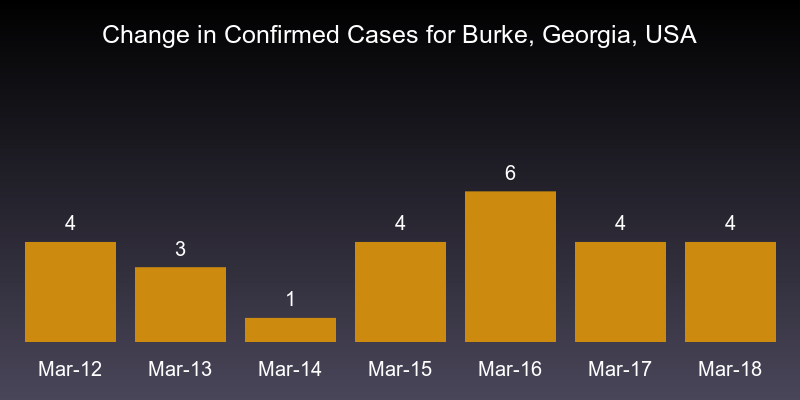 Change in Confirmed Cases for Burke, Georgia, USA
6
4 4 4 4
3
1
Mar-12 Mar-13 Mar-14 Mar-15 Mar-16 Mar-17 Mar-18